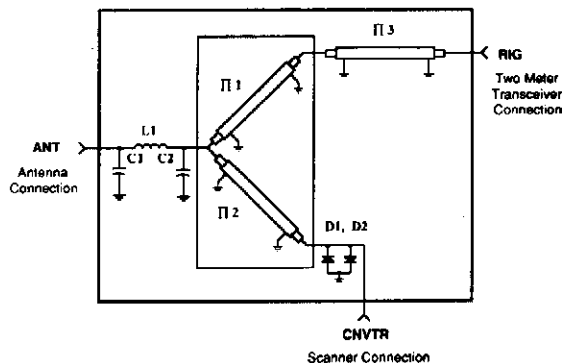 Π 3
RIG
Two Meter
Transceiver
Connection
Π 1
L1
ANT
C1
C2
Antenna
Connection
Π 2
D1, D2
CNVTR
Scanner Connection